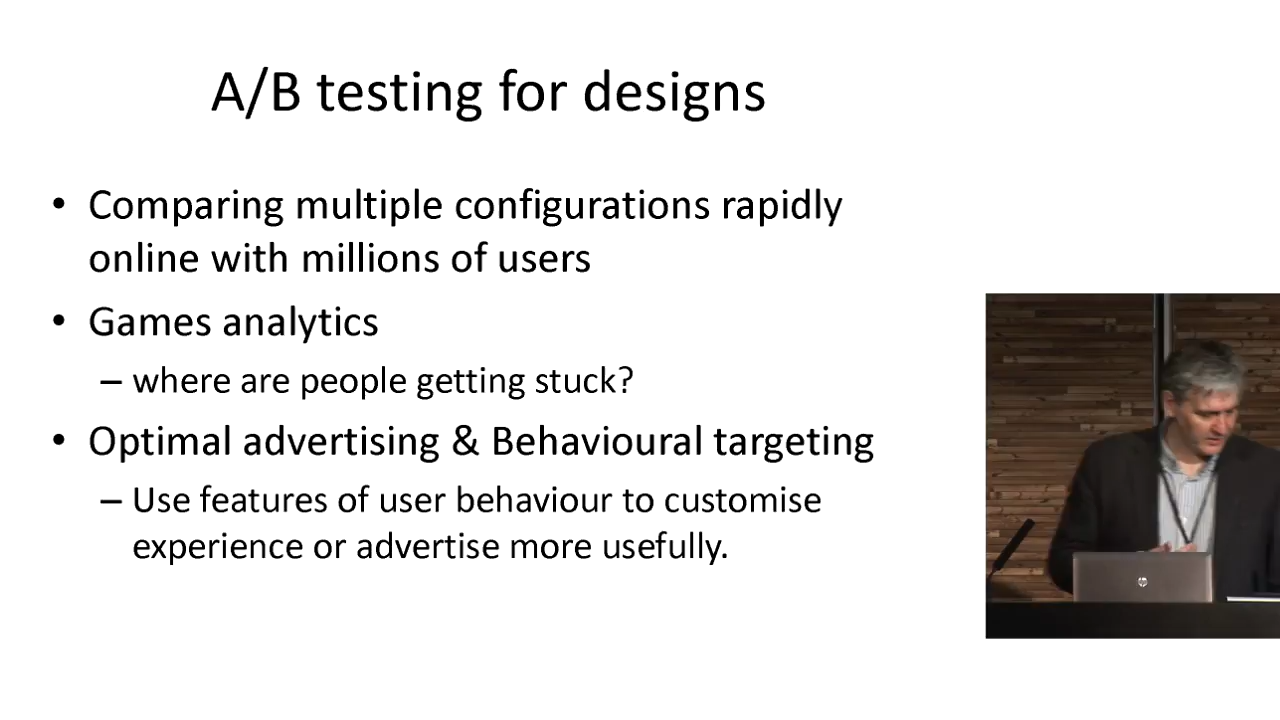 A/B testing for designs
• Comparing multiple configurations rapidly
online with millions of users
• Games analytics
– where are people getting stuck?
• Optimal advertising & Behavioural targeting
– Use features of user behaviour to customise
experience or advertise more usefully.
hp